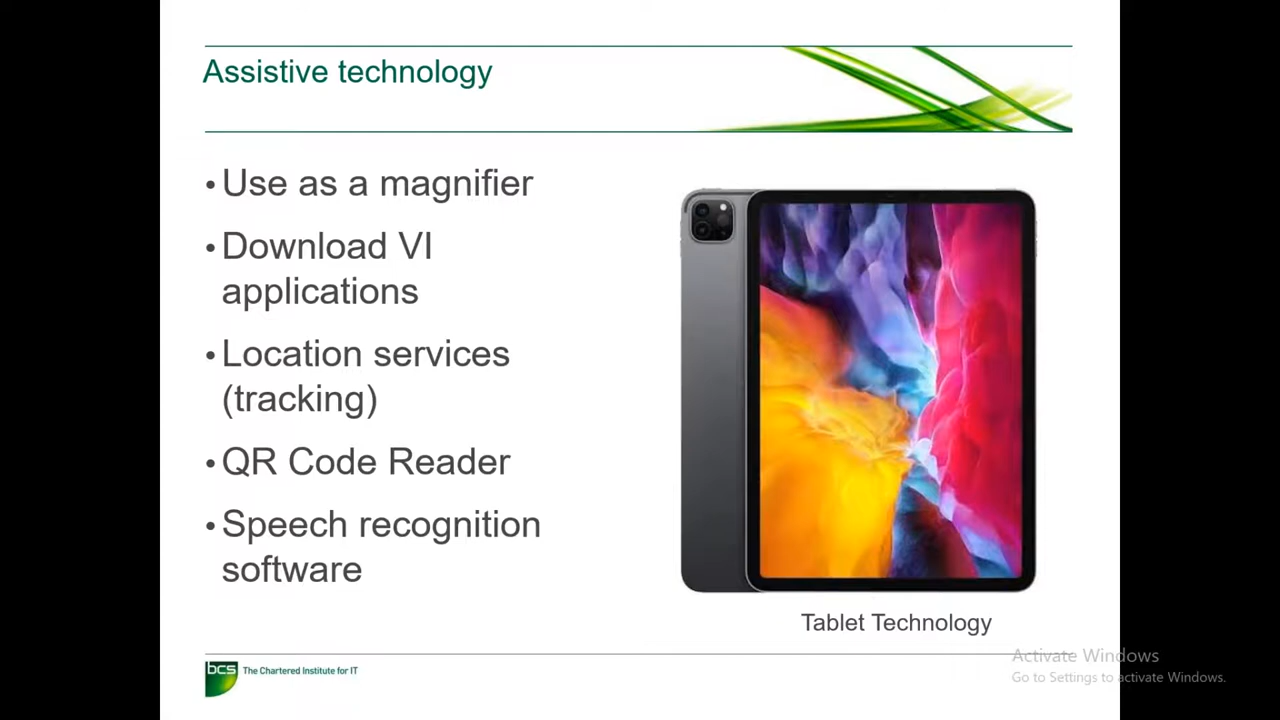 Assistive technology
• Use as a magnifier
• Download VI
applications
• Location services
(tracking)
• QR Code Reader
• Speech recognition
software
Tablet Technology
bcs The Chartered Institute for IT
Activate Windows
Go to Settings to activate Windows.